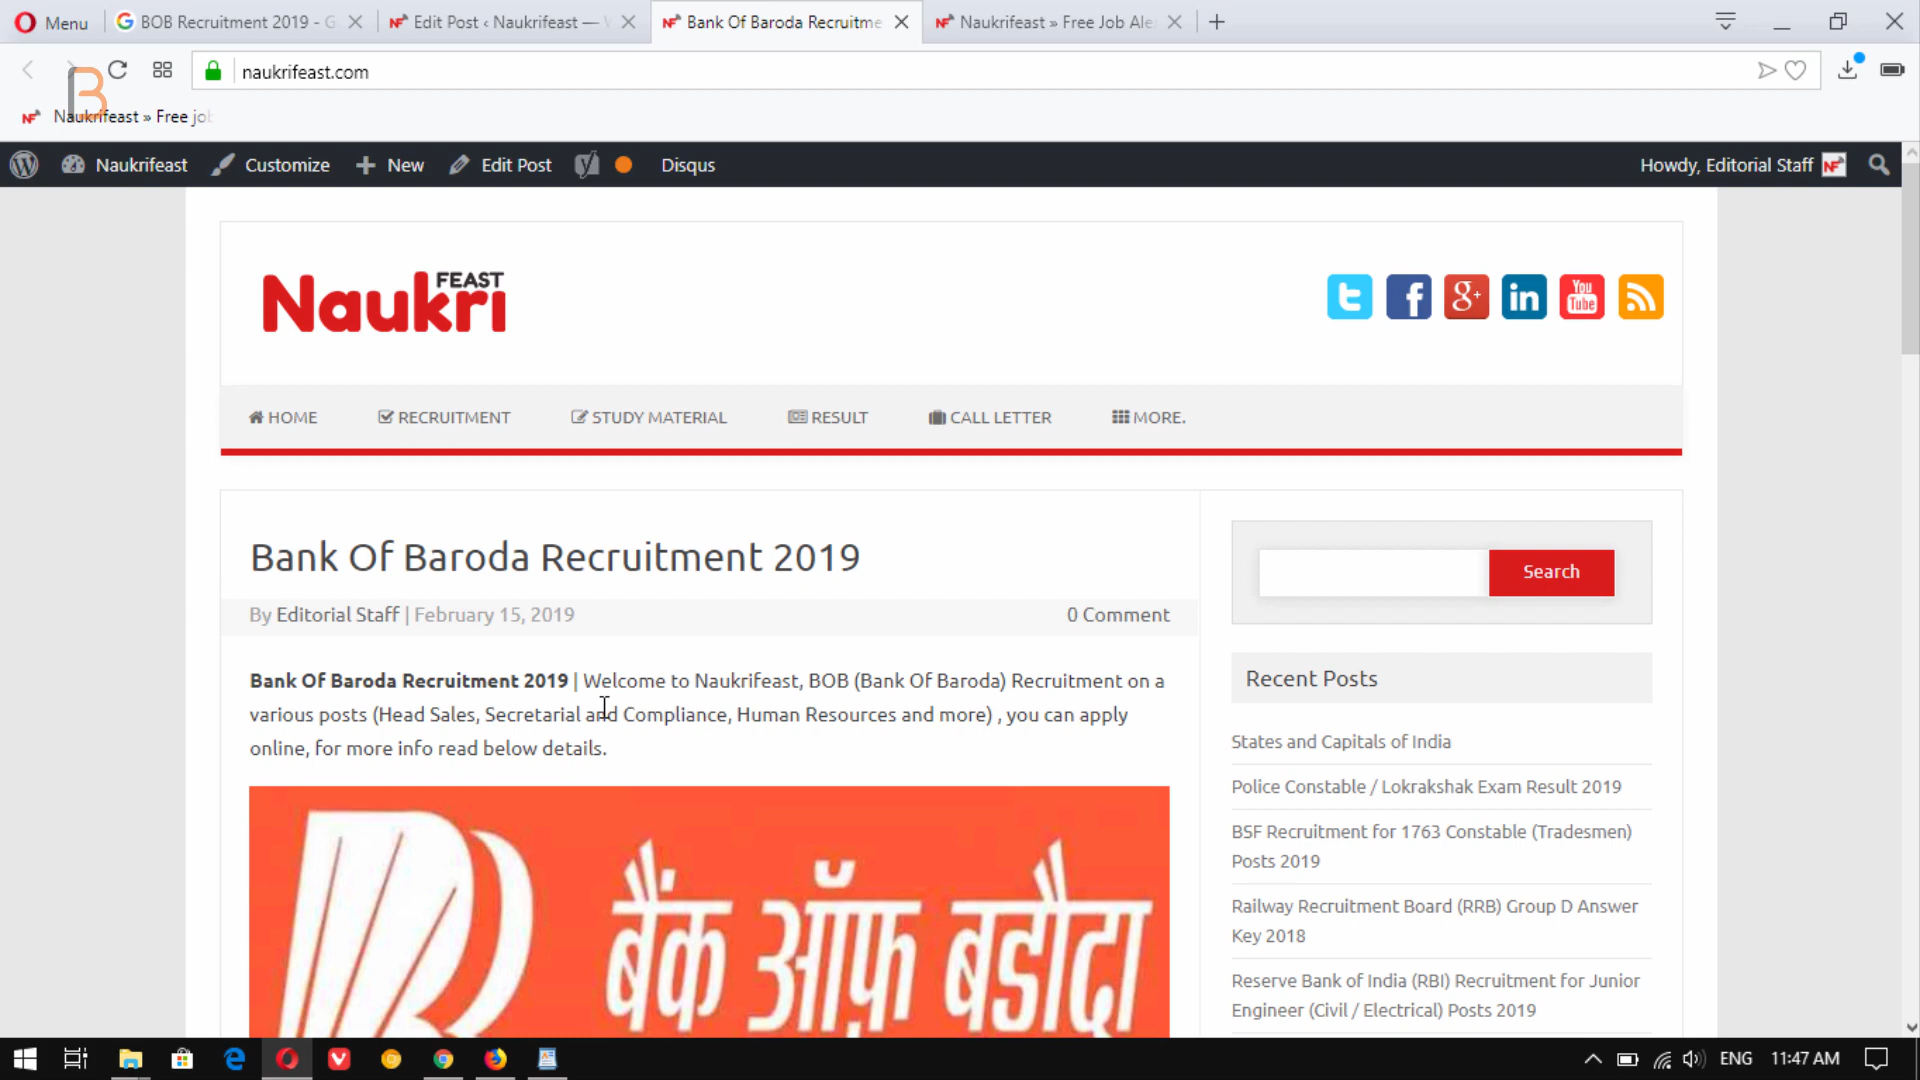 Menu
BOB Recruitment 2019 - G
Edit Post ‹ Naukrifeast —
Bank Of Baroda Recruitme
Naukrifeast » Free Job Ale
naukrifeast.com
Naukrifeast » Free jo
Naukrifeast
Customize
New
Edit Post
Disqus
Howdy, Editorial Staff
Naukri FEAST
HOME
RECRUITMENT
STUDY MATERIAL
RESULT
CALL LETTER
MORE.
Bank Of Baroda Recruitment 2019
By Editorial Staff | February 15, 2019
0 Comment
Bank Of Baroda Recruitment 2019 | Welcome to Naukrifeast, BOB (Bank Of Baroda) Recruitment on a
various posts (Head Sales, Secretarial and Compliance, Human Resources and more) , you can apply
online, for more info read below details.
बैंक ऑफ़ बड़ौदा
Search
Recent Posts
States and Capitals of India
Police Constable / Lokrakshak Exam Result 2019
BSF Recruitment for 1763 Constable (Tradesmen)
Posts 2019
Railway Recruitment Board (RRB) Group D Answer
Key 2018
Reserve Bank of India (RBI) Recruitment for Junior
Engineer (Civil / Electrical) Posts 2019
ENG
11:47 AM